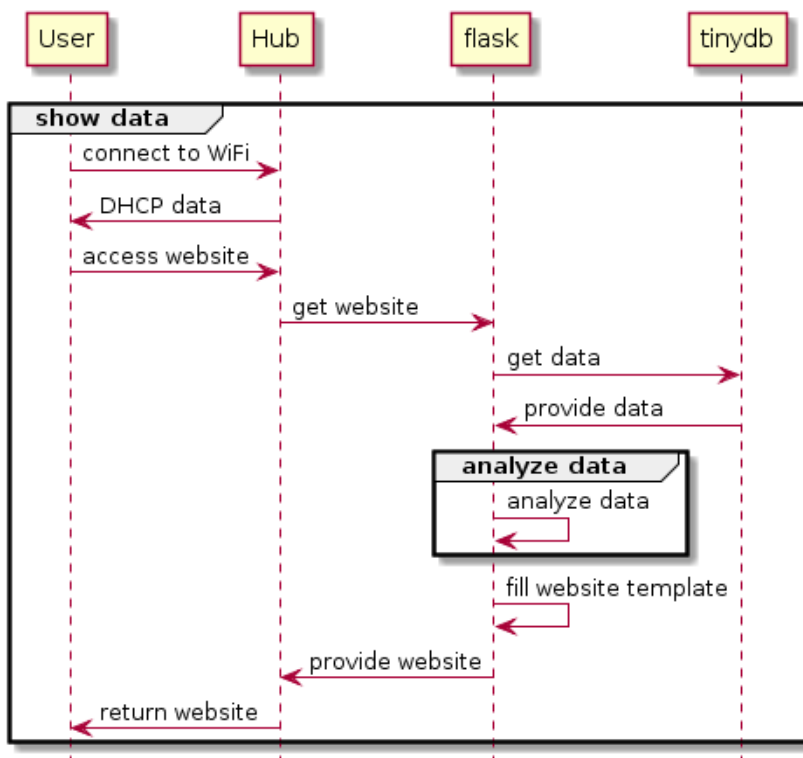 User
Hub
flask
tinydb
show data
connect to WiFi
DHCP data
access website
get website
get data
provide data
analyze data
analyze data
fill website template
provide website
return website